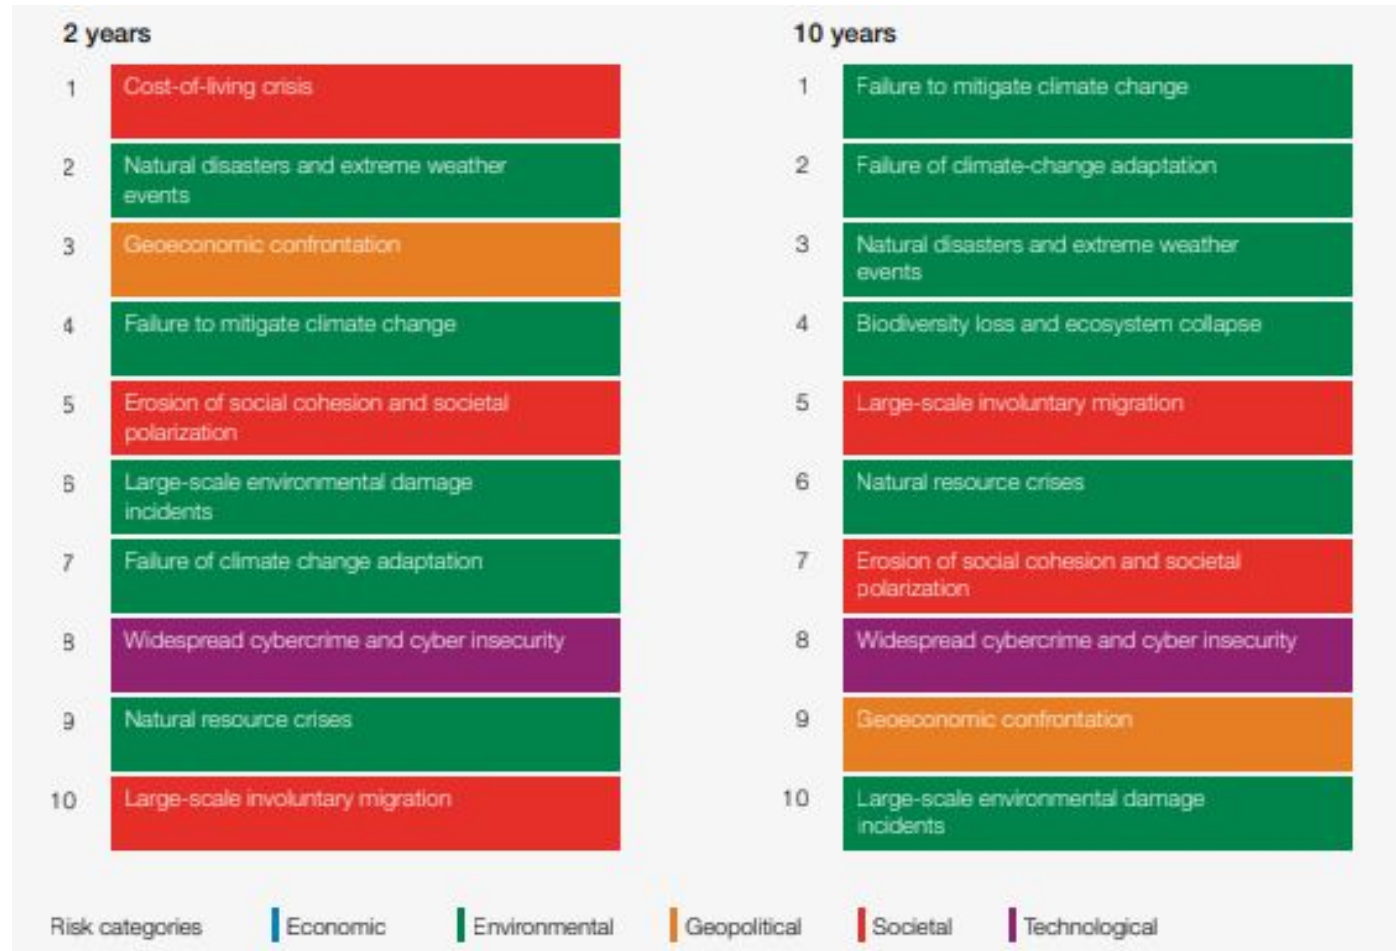 2 years
1 Cost-of-living crisis
2 Natural disasters and extreme weather
events
3 Geoeconomic confrontation
4 Failure to mitigate climate change
5 Erosion of social cohesion and societal
polarization
6 Large-scale environmental damage
incidents
7 Failure of climate change adaptation
8 Widespread cybercrime and cyber insecurity
9 Natural resource crises
10 Large-scale involuntary migration
10 years
1 Failure to mitigate climate change
2 Failure of climate-change adaptation
3 Natural disasters and extreme weather
events
4 Biodiversity loss and ecosystem collapse
5 Large-scale involuntary migration
6 Natural resource crises
7 Erosion of social cohesion and societal
polarization
8 Widespread cybercrime and cyber insecurity
9 Geoeconomic confrontation
10 Large-scale environmental damage
incidents
Risk categories Economic Environmental Geopolitical Societal Technological